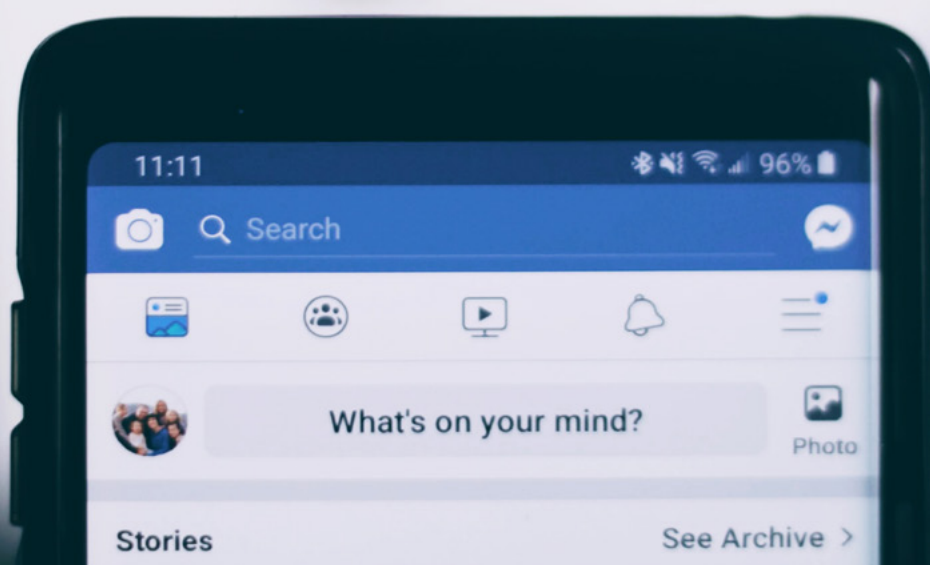 11:11 96%
Search
What's on your mind?
Photo
Stories See Archive >